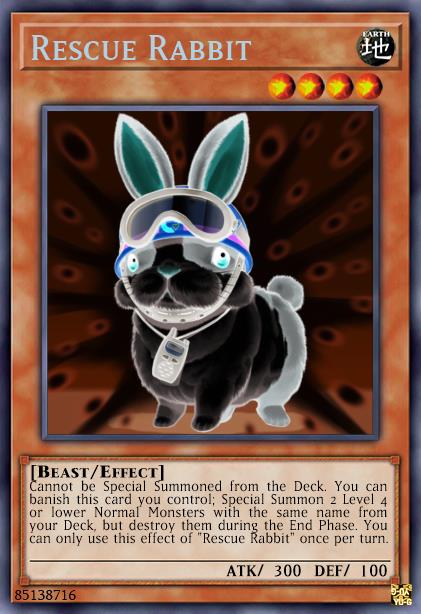 RESCUE RABBIT
EARTH
地
[BEAST/EFFECT]
Cannot be Special Summoned from the Deck. You can
banish this card you control; Special Summon 2 Level 4
or lower Normal Monsters with the same name from
your Deck, but destroy them during the End Phase. You
can only use this effect of "Rescue Rabbit" once per turn.
ATK/ 300 DEF/ 100
85138716